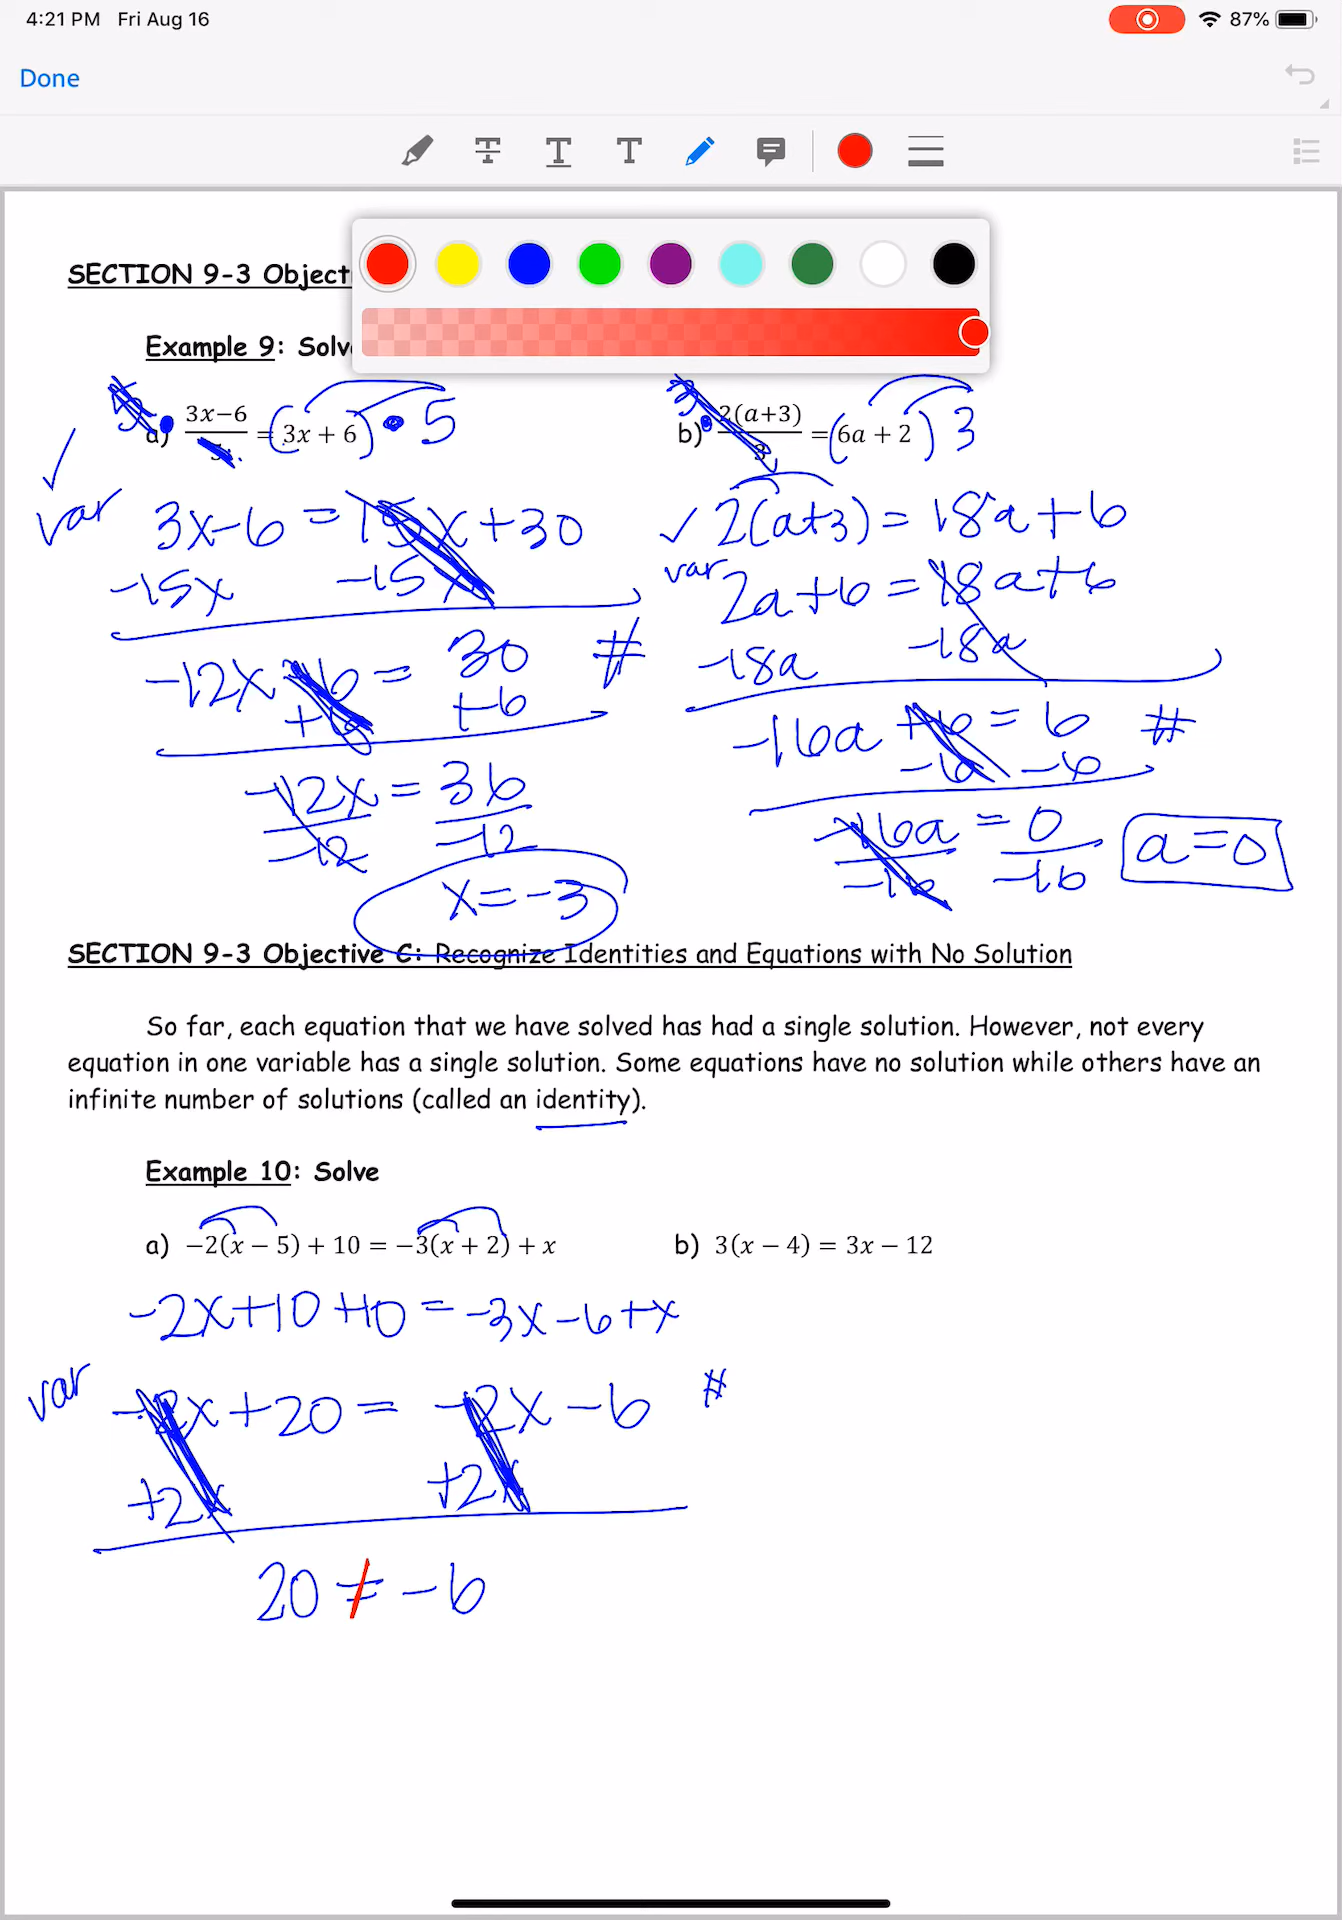 4:21 PM Fri Aug 16 87%
Done
T T T
SECTION 9-3 Objecti
Example 9: Solv
a) 3x−6/5 = (3x + 6) • 5
5 •
var 3x-6 = 15x+30
-15x -15x
-12x -6 = 30 #
+6 +6
-12x = 36
-12 -12
x = -3
b) 2(a+3)/3 = (6a + 2) 3
3 •
✓ 2(a+3) = 18a+6
var 2a+6 = 18a+6
-18a -18a
-16a +6 = 6 #
-6 -6
-16a = 0
-16 -16
a = 0
SECTION 9-3 Objective C: Recognize Identities and Equations with No Solution
So far, each equation that we have solved has had a single solution. However, not every
equation in one variable has a single solution. Some equations have no solution while others have an
infinite number of solutions (called an identity).
Example 10: Solve
a) −2(x − 5) + 10 = −3(x + 2) + x
b) 3(x − 4) = 3x − 12
-2x+10+10 = -3x-6+x
var -2x+20 = -2x-6 #
+2x +2x
20 ≠ -6